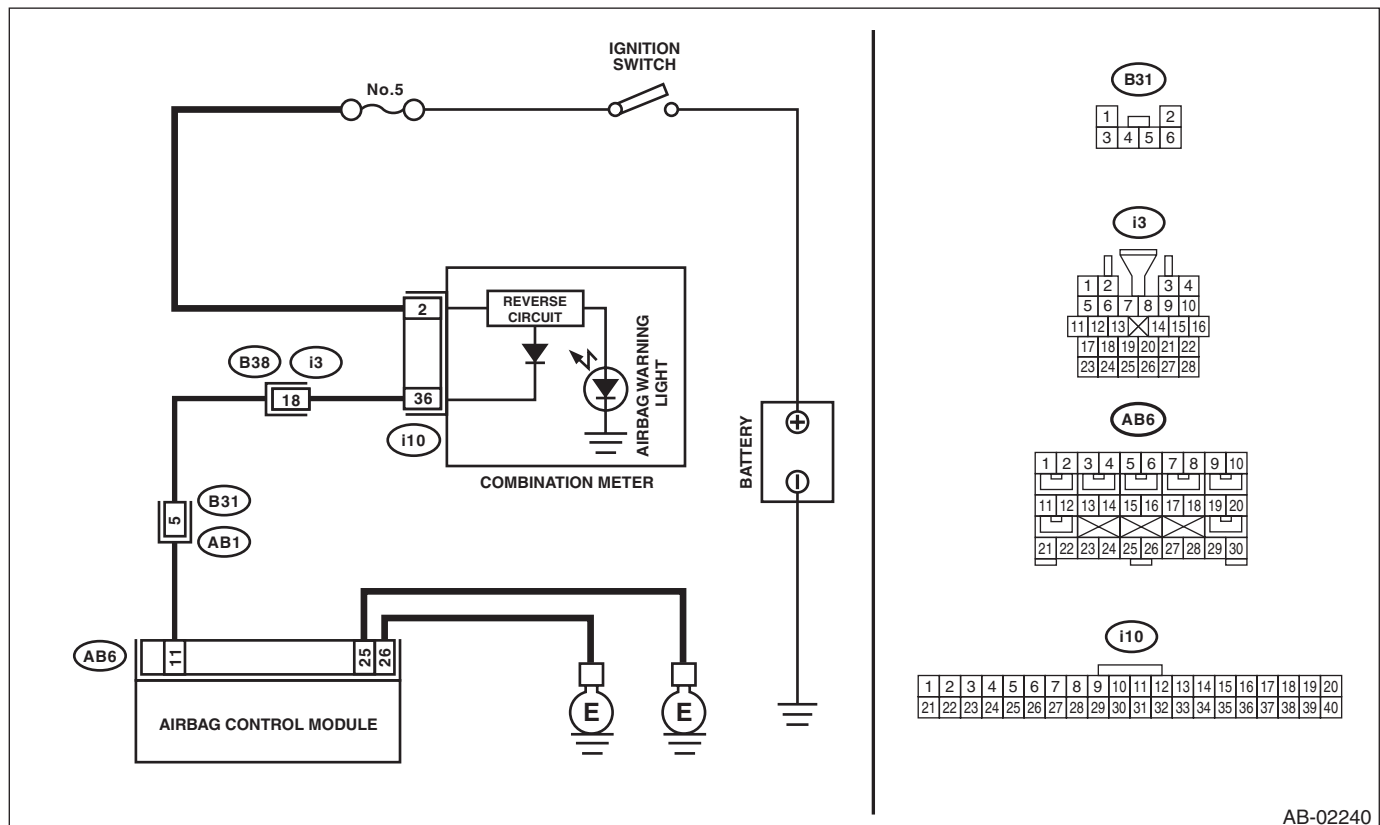 IGNITION
SWITCH
No.5
2
REVERSE
CIRCUIT
AIRBAG WARNING
LIGHT
B38 i3
18
36
i10
COMBINATION METER
BATTERY
+
−
5
B31
AB1
AB6
11
25
26
AIRBAG CONTROL MODULE
E E
B31
1 2
3 4 5 6
i3
1 2 3 4
5 6 7 8 9 10
11 12 13 14 15 16
17 18 19 20 21 22
23 24 25 26 27 28
AB6
1 2 3 4 5 6 7 8 9 10
11 12 13 14 15 16 17 18 19 20
21 22 23 24 25 26 27 28 29 30
i10
1 2 3 4 5 6 7 8 9 10 11 12 13 14 15 16 17 18 19 20
21 22 23 24 25 26 27 28 29 30 31 32 33 34 35 36 37 38 39 40
AB-02240